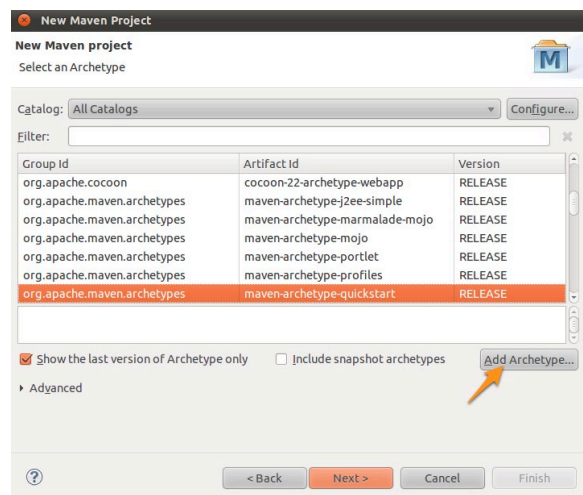 New Maven Project
New Maven project
Select an Archetype
M
Catalog: All Catalogs Configure...
Filter:
Group Id Artifact Id Version
org.apache.cocoon cocoon-22-archetype-webapp RELEASE
org.apache.maven.archetypes maven-archetype-j2ee-simple RELEASE
org.apache.maven.archetypes maven-archetype-marmalade-mojo RELEASE
org.apache.maven.archetypes maven-archetype-mojo RELEASE
org.apache.maven.archetypes maven-archetype-portlet RELEASE
org.apache.maven.archetypes maven-archetype-profiles RELEASE
org.apache.maven.archetypes maven-archetype-quickstart RELEASE
Show the last version of Archetype only Include snapshot archetypes Add Archetype...
Advanced
? < Back Next > Cancel Finish